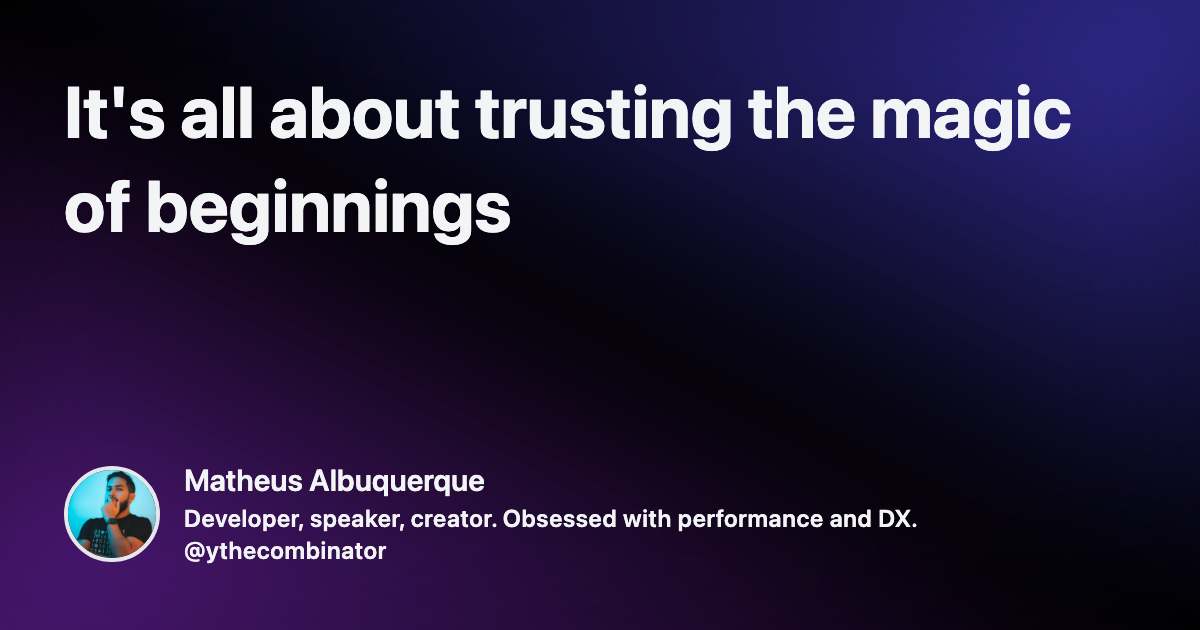 It's all about trusting the magic
of beginnings
Matheus Albuquerque
Developer, speaker, creator. Obsessed with performance and DX.
@ythecombinator